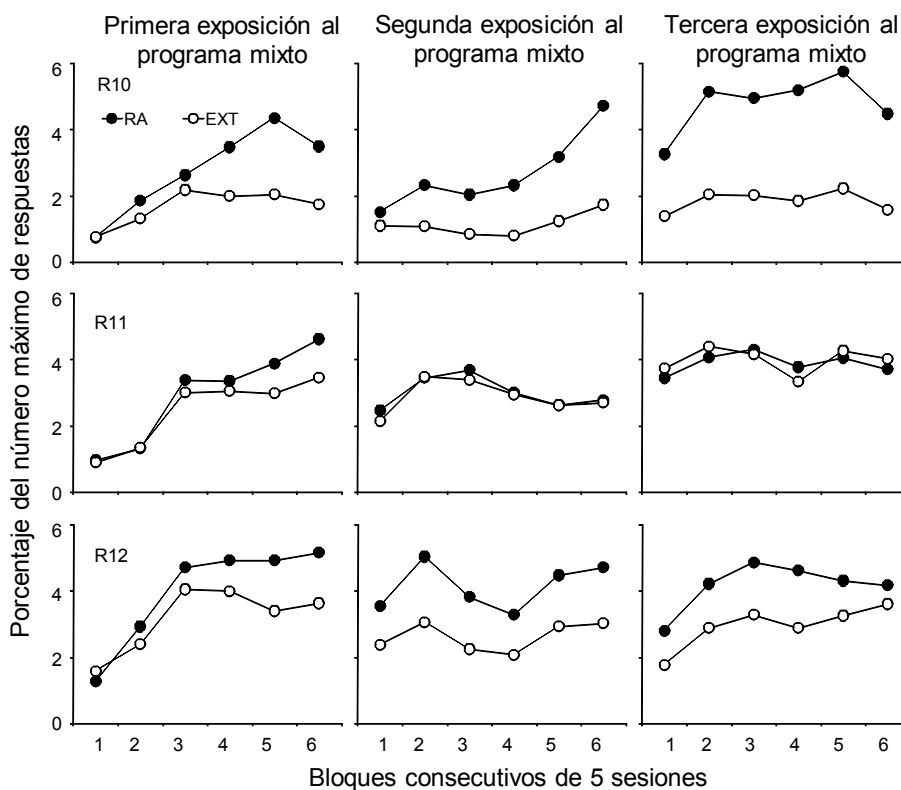 Primera exposición al
programa mixto
Segunda exposición al
programa mixto
Tercera exposición al
programa mixto
Porcentaje del número máximo de respuestas
6
4
2
0
R10
RA EXT
6
4
2
0
R11
6
4
2
0
R12
1 2 3 4 5 6
1 2 3 4 5 6
1 2 3 4 5 6
Bloques consecutivos de 5 sesiones